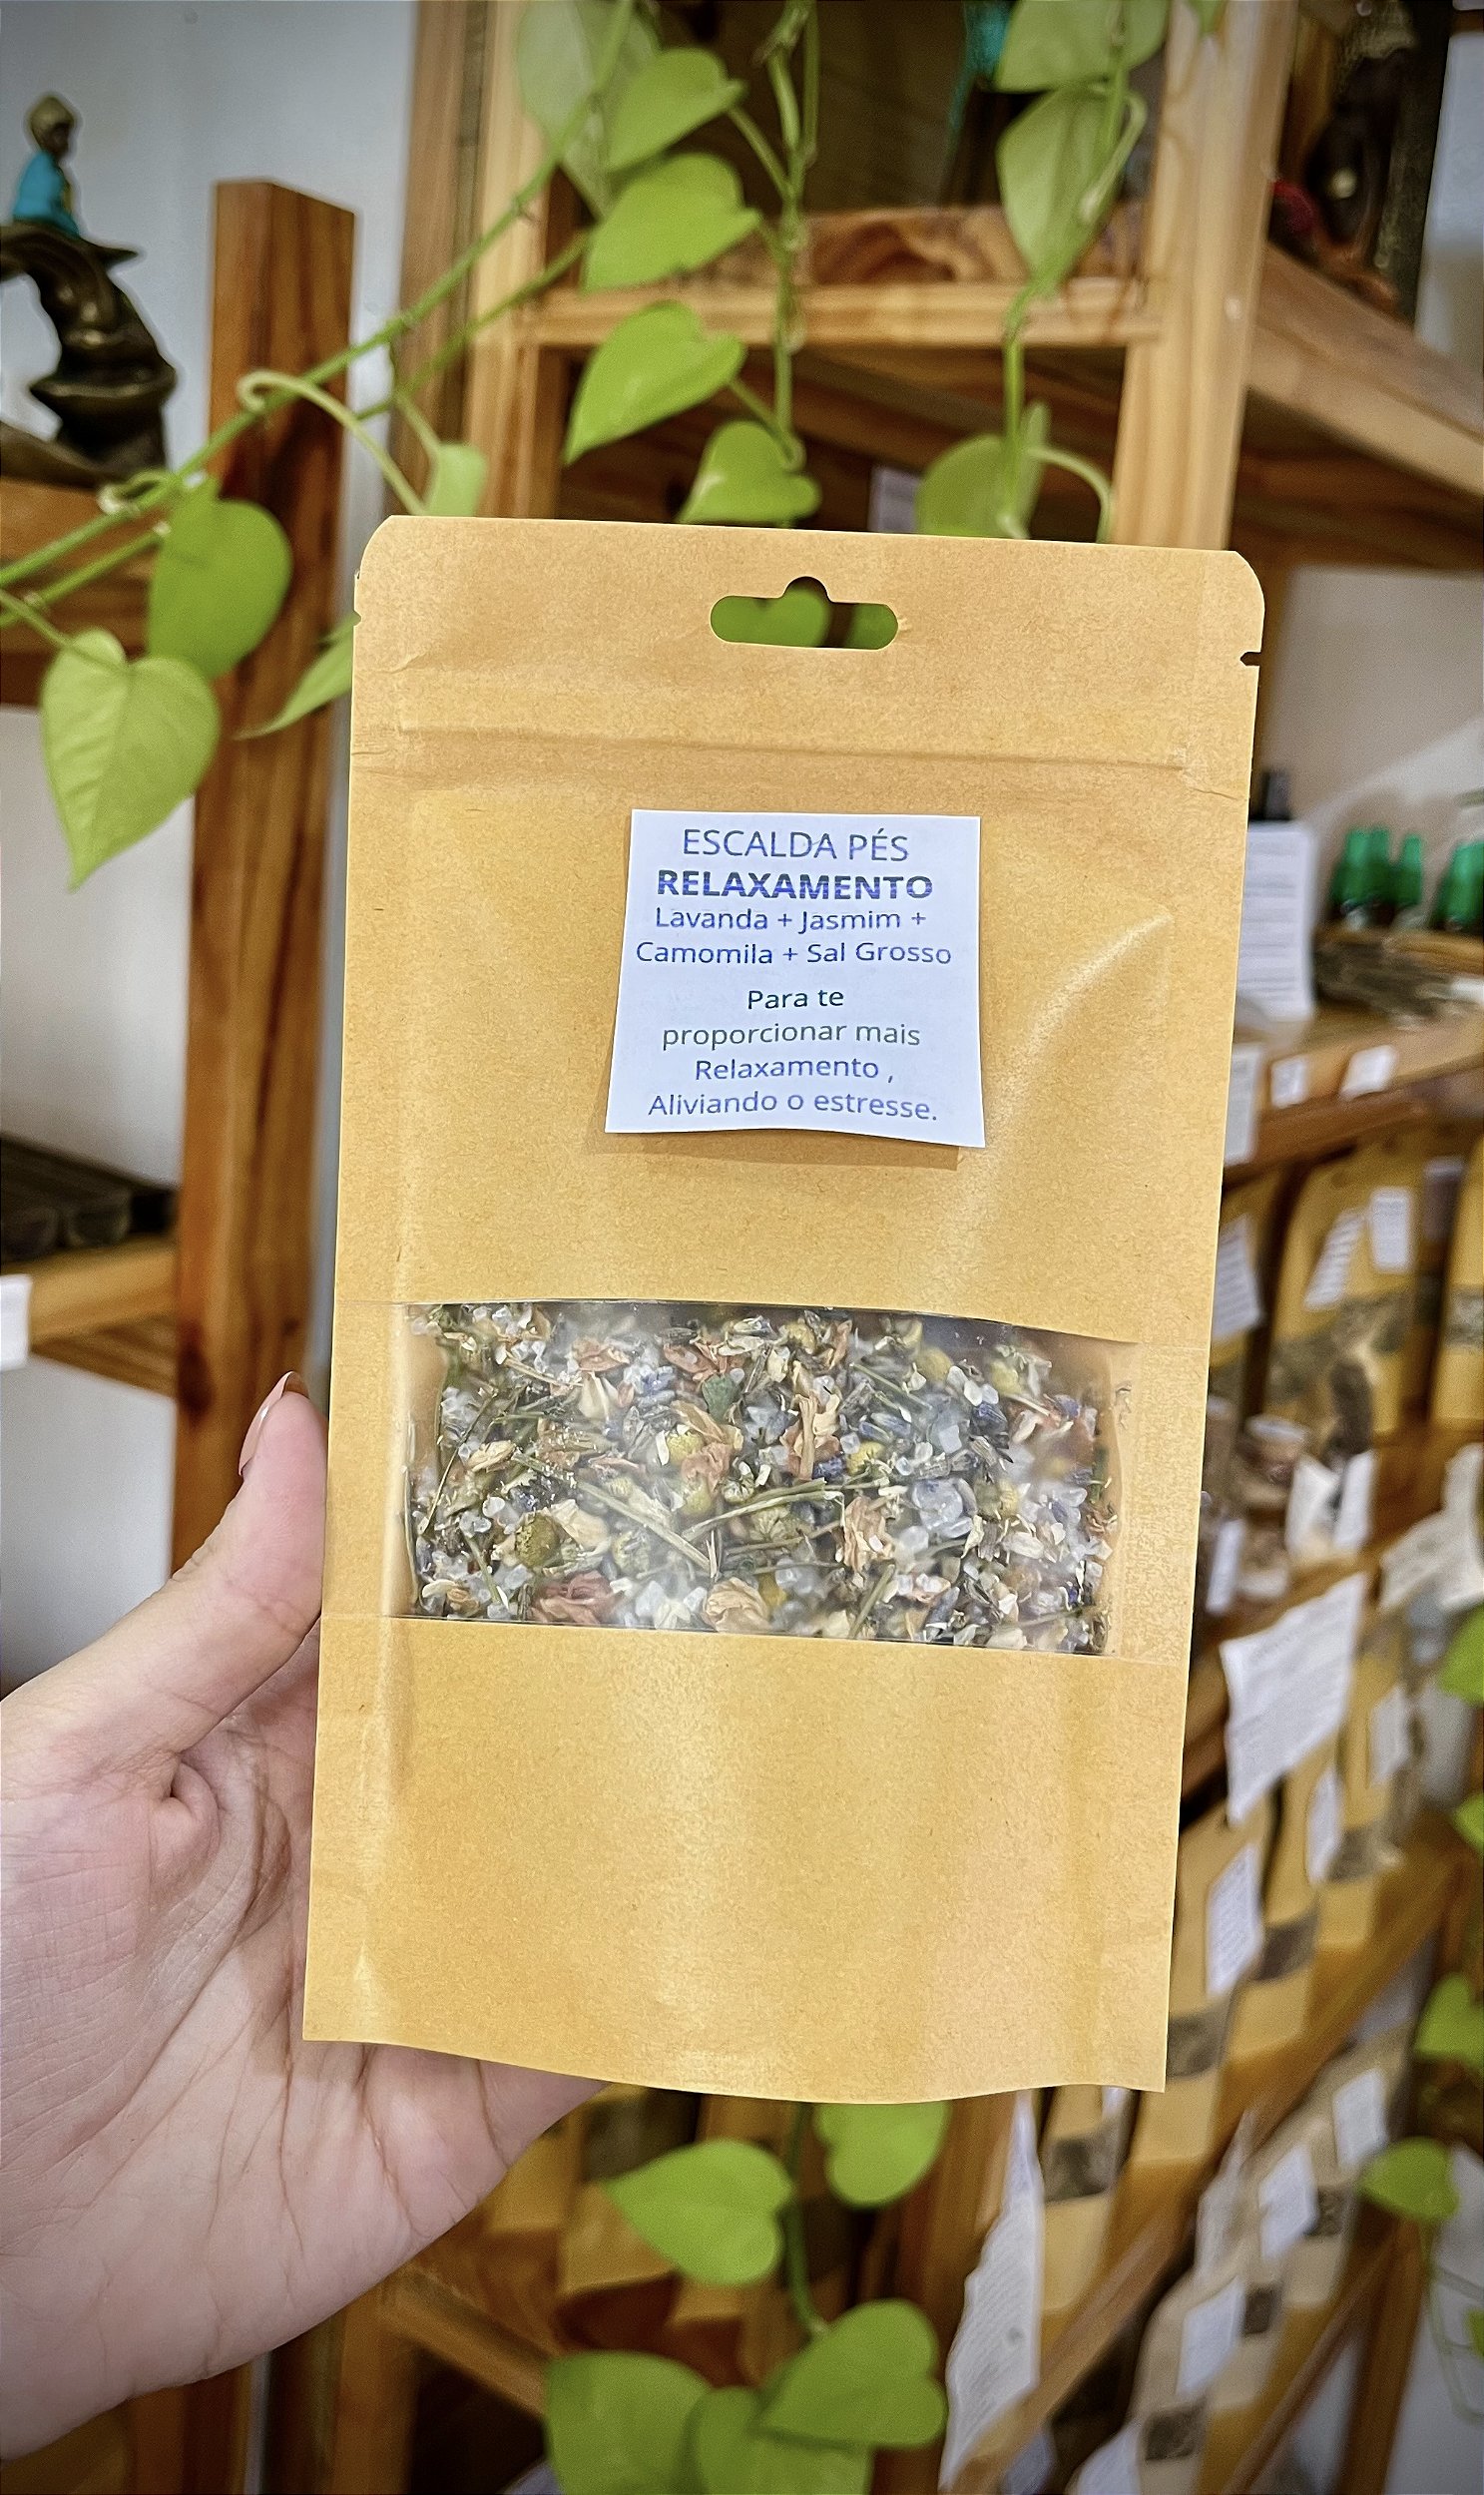 ESCALDA PÉS
RELAXAMENTO
Lavanda + Jasmim +
Camomila + Sal Grosso
Para te
proporcionar mais
Relaxamento ,
Aliviando o estresse.